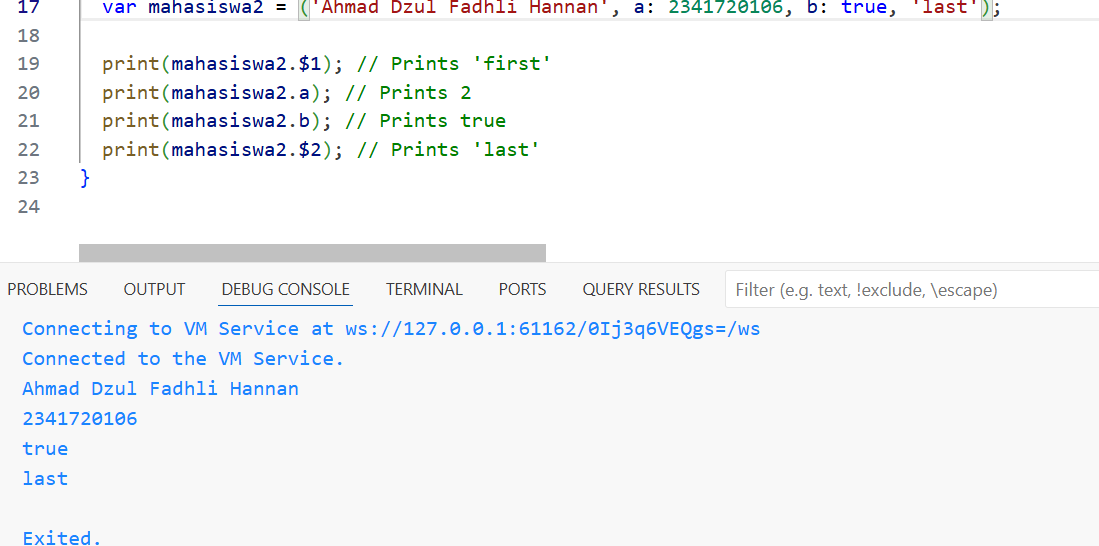 17 var mahasiswa2 = ('Ahmad Dzul Fadhli Hannan', a: 2341720106, b: true, 'last');
18
19 print(mahasiswa2.$1); // Prints 'first'
20 print(mahasiswa2.a); // Prints 2
21 print(mahasiswa2.b); // Prints true
22 print(mahasiswa2.$2); // Prints 'last'
23 }
24
PROBLEMS OUTPUT DEBUG CONSOLE TERMINAL PORTS QUERY RESULTS Filter (e.g. text, !exclude, \escape)
Connecting to VM Service at ws://127.0.0.1:61162/0Ij3q6VEQgs=/ws
Connected to the VM Service.
Ahmad Dzul Fadhli Hannan
2341720106
true
last
Exited.